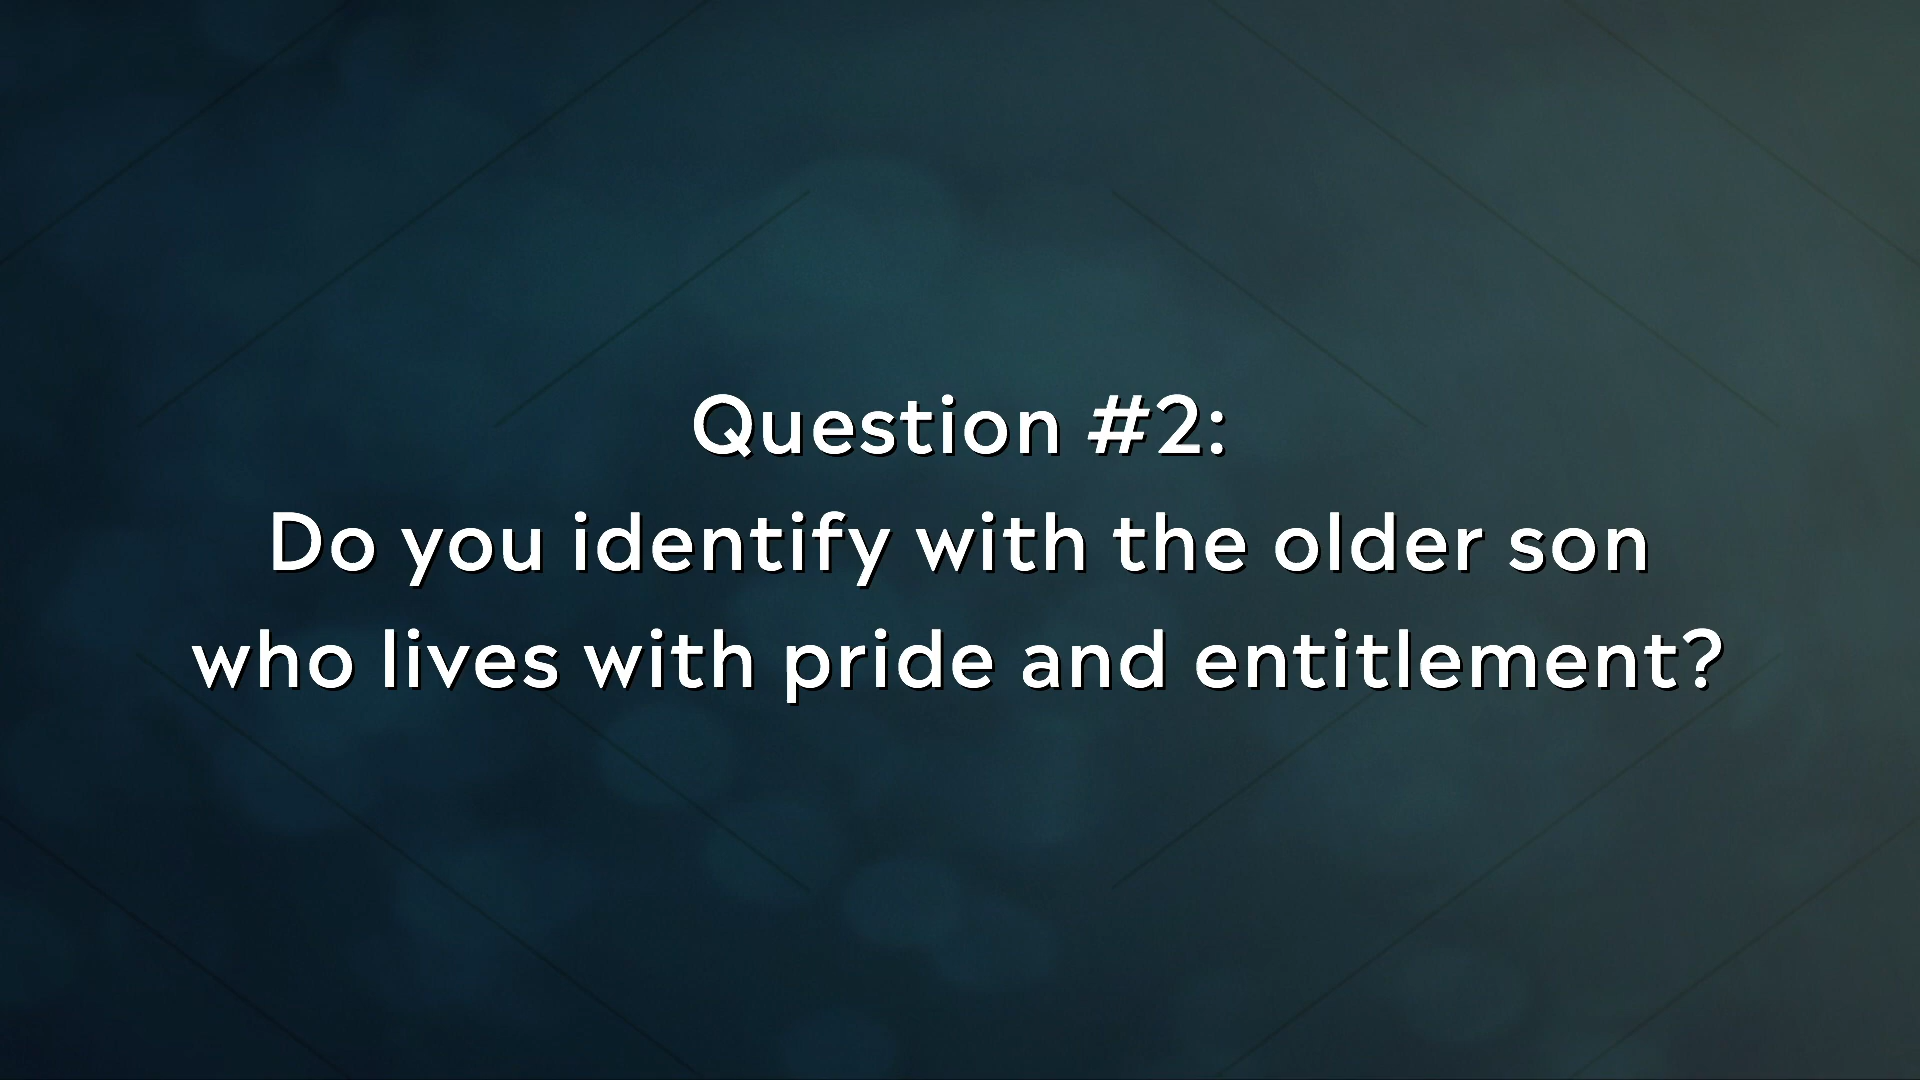 Question #2:
Do you identify with the older son
who lives with pride and entitlement?